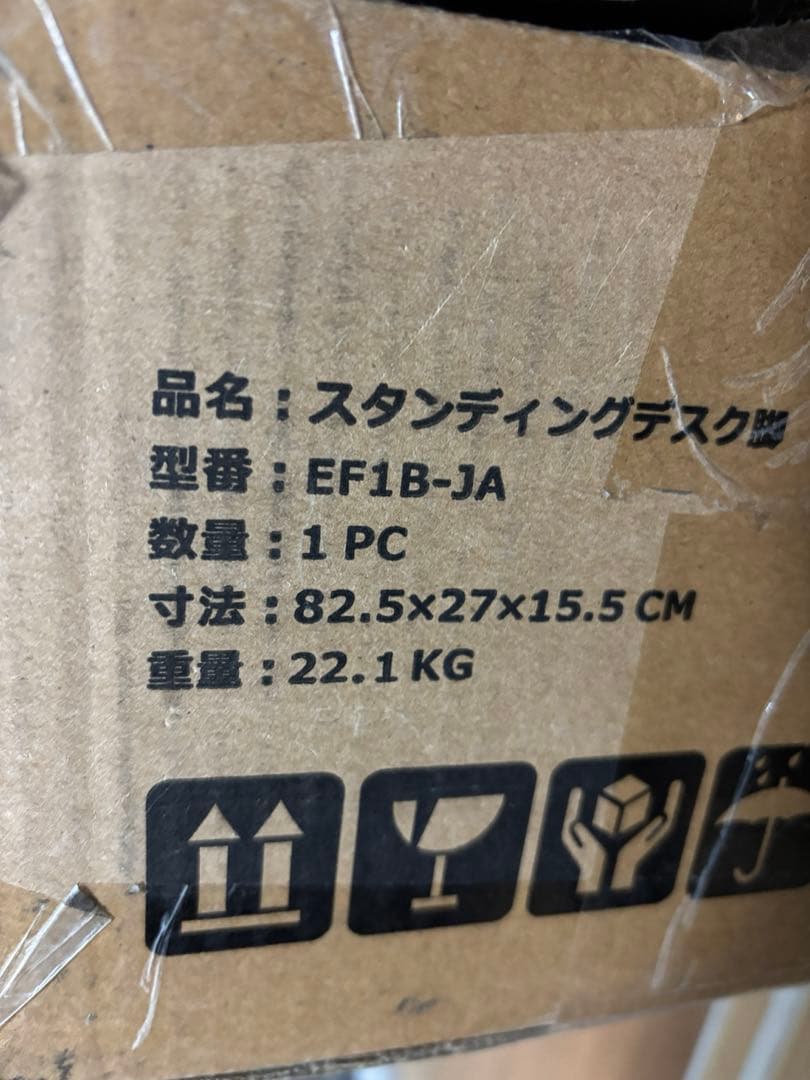 品名：スタンディングデスク脚
型番：EF1B-JA
数量：1 PC
寸法：82.5×27×15.5 CM
重量：22.1 KG